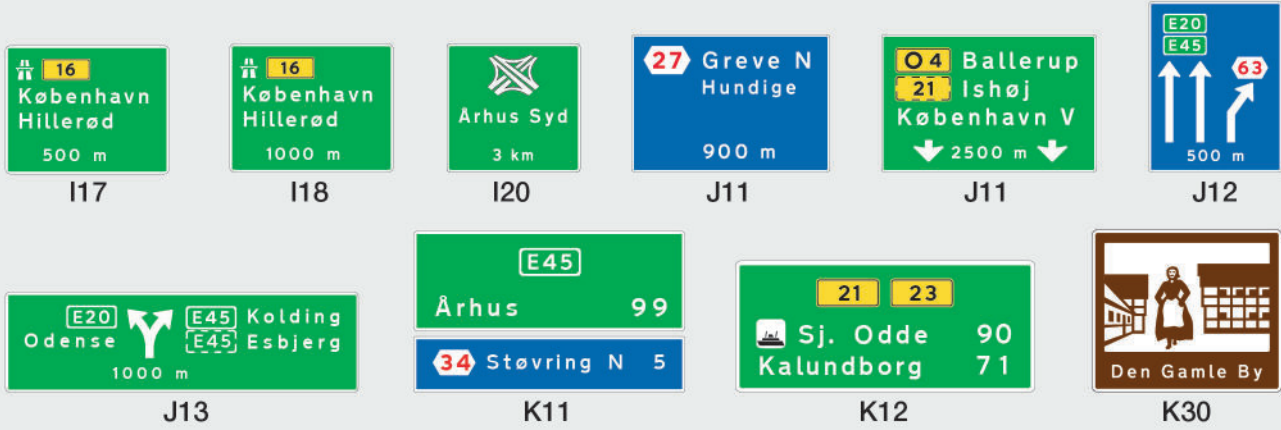 16
København
Hillerød
500 m
I17
16
København
Hillerød
1000 m
I18
Århus Syd
3 km
I20
27 Greve N
Hundige
900 m
J11
O4 Ballerup
21 Ishøj
København V
2500 m
J11
E20
E45
63
500 m
J12
E20 E45 Kolding
Odense E45 Esbjerg
1000 m
J13
E45
Århus 99
34 Støvring N 5
K11
21 23
Sj. Odde 90
Kalundborg 71
K12
Den Gamle By
K30